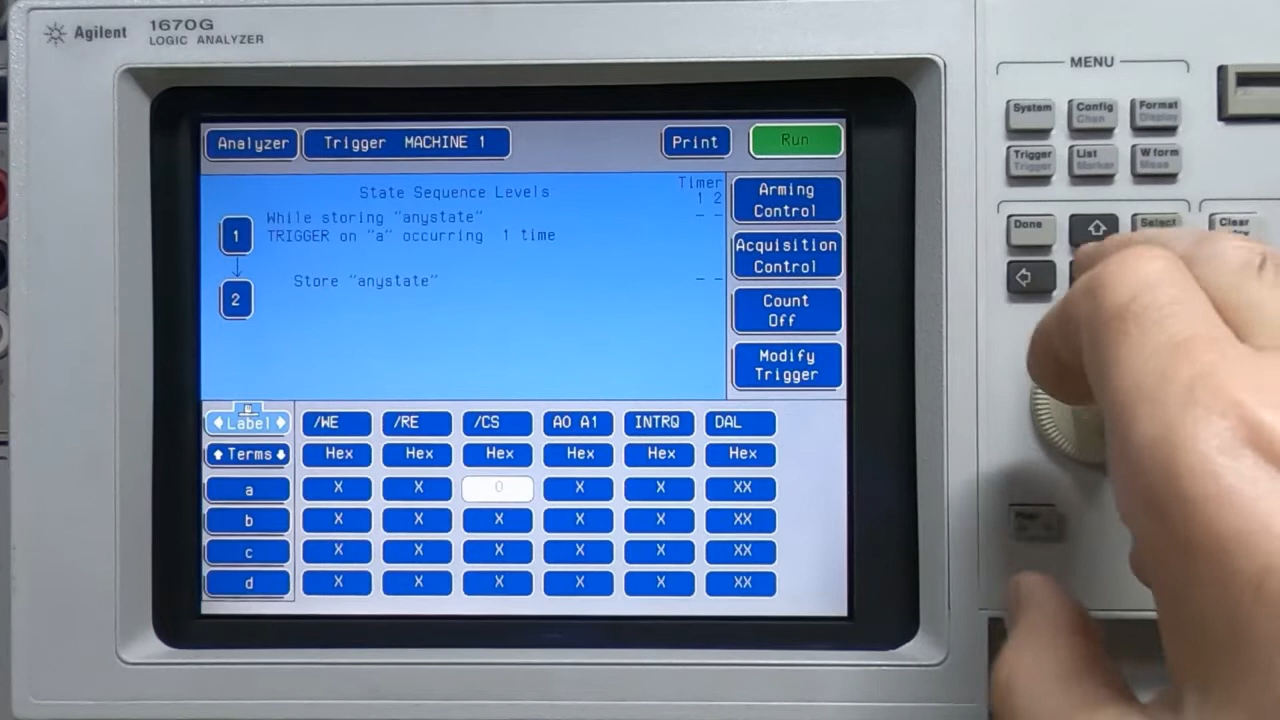 Agilent 1670G
LOGIC ANALYZER
MENU
System Config Format
Chan Display
Trigger List W form
Trigger Marker Meas
Done Select Clear
Analyzer Trigger MACHINE 1 Print Run
State Sequence Levels
Timer
1 2
1
While storing "anystate"
TRIGGER on "a" occurring 1 time
- -
2
Store "anystate"
- -
Arming
Control
Acquisition
Control
Count
Off
Modify
Trigger
Label /WE /RE /CS A0 A1 INTRQ DAL
Terms Hex Hex Hex Hex Hex Hex
a X X 0 X X XX
b X X X X X XX
c X X X X X XX
d X X X X X XX